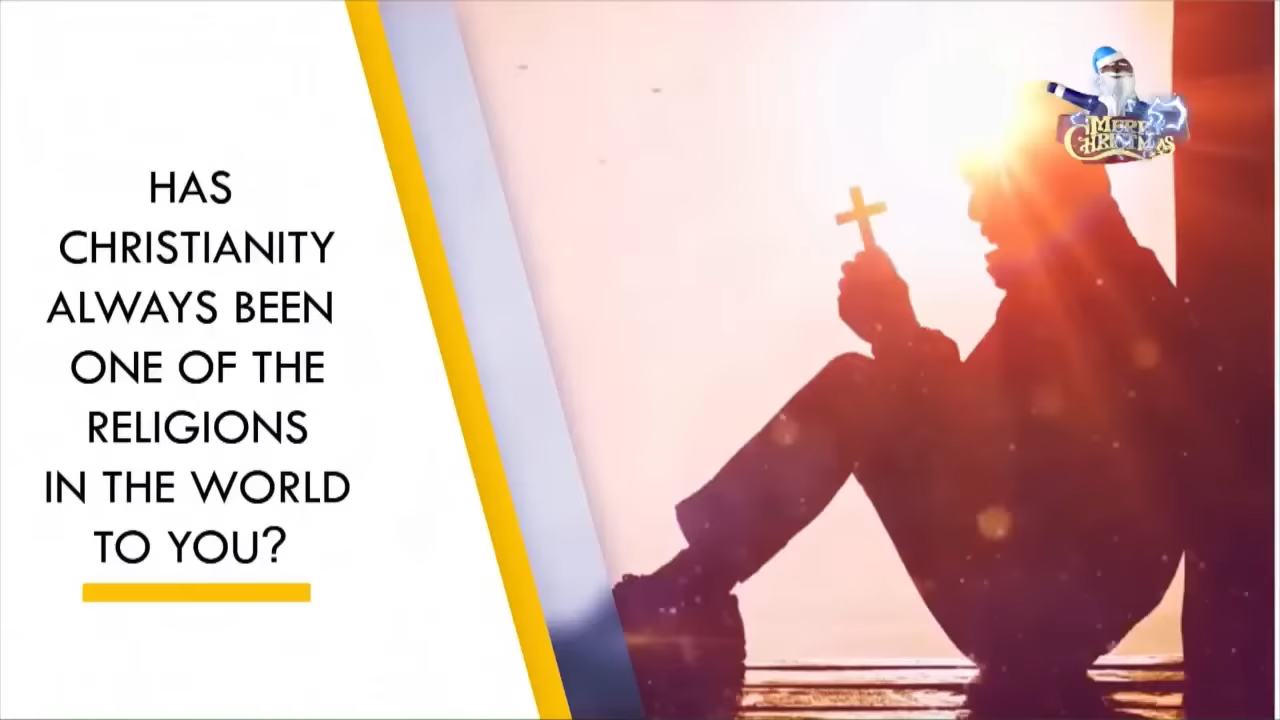 HAS
CHRISTIANITY
ALWAYS BEEN
ONE OF THE
RELIGIONS
IN THE WORLD
TO YOU?
MERRY
CHRISTMAS